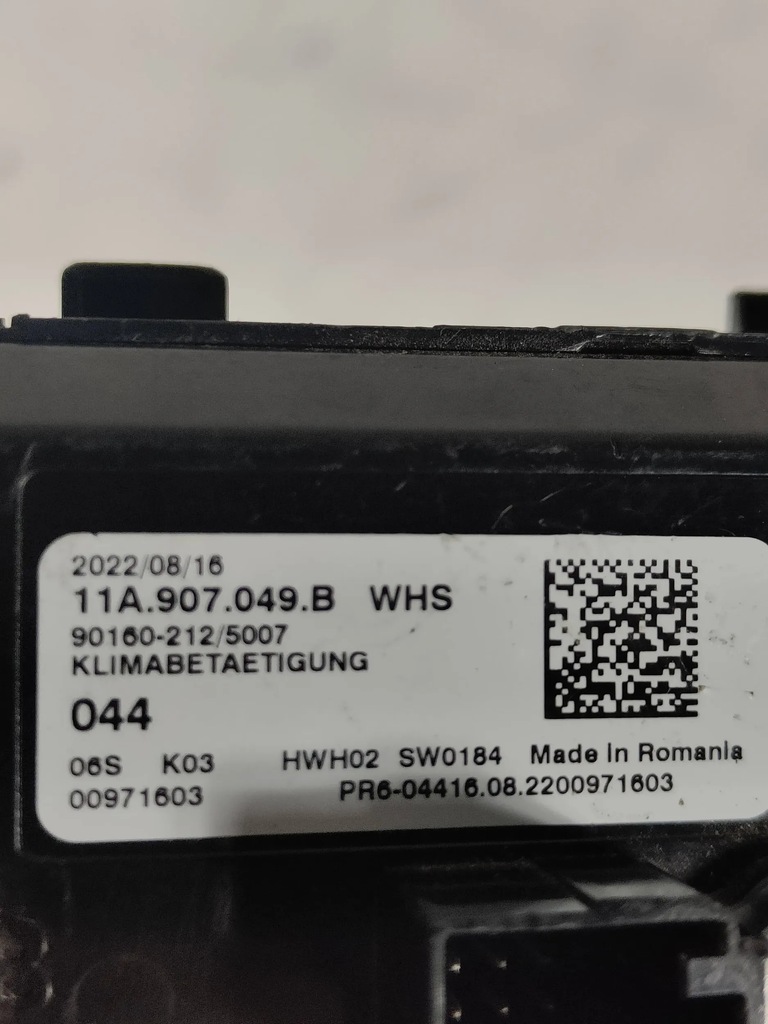 2022/08/16
11A.907.049.B WHS
90160-212/5007
KLIMABETAETIGUNG
044
06S K03 HWH02 SW0184 Made In Romania
00971603 PR6-04416.08.2200971603